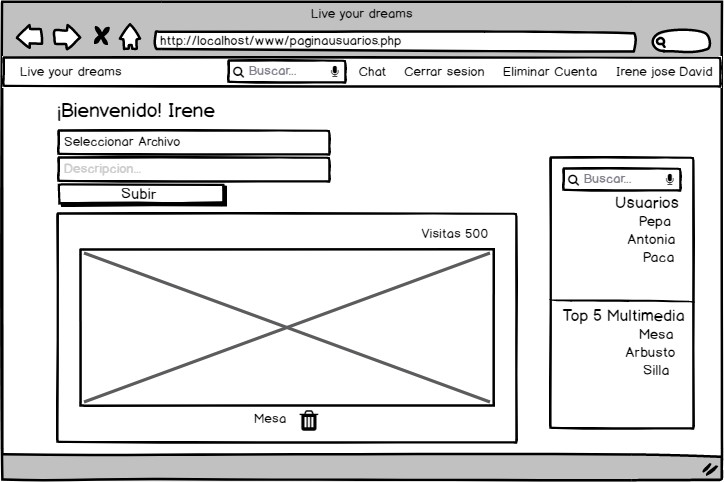 Live your dreams
http://localhost/www/paginausuarios.php
Live your dreams
Buscar...
Chat
Cerrar sesion
Eliminar Cuenta
Irene jose David
¡Bienvenido! Irene
Seleccionar Archivo
Descripcion...
Subir
Visitas 500
Mesa
Buscar...
Usuarios
Pepa
Antonia
Paca
Top 5 Multimedia
Mesa
Arbusto
Silla